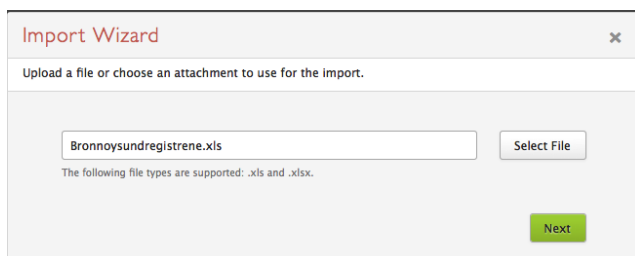 Import Wizard
Upload a file or choose an attachment to use for the import.
Bronnoysundregistrene.xls
Select File
The following file types are supported: .xls and .xlsx.
Next